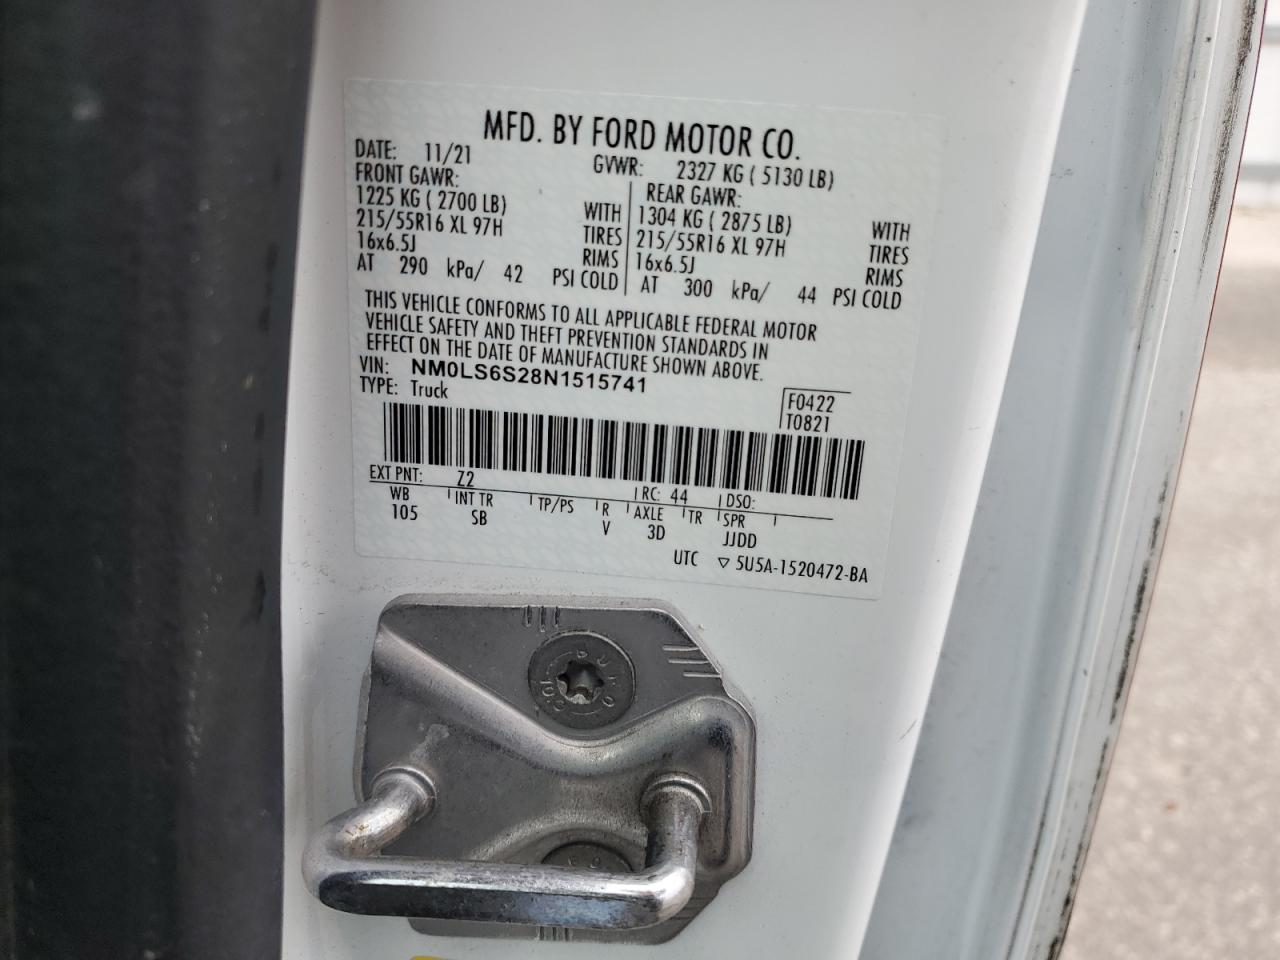 MFD. BY FORD MOTOR CO.
DATE: 11/21 GVWR: 2327 KG ( 5130 LB)
FRONT GAWR: REAR GAWR:
1225 KG ( 2700 LB) WITH 1304 KG ( 2875 LB) WITH
215/55R16 XL 97H TIRES 215/55R16 XL 97H TIRES
16x6.5J RIMS 16x6.5J RIMS
AT 290 kPa/ 42 PSI COLD AT 300 kPa/ 44 PSI COLD
THIS VEHICLE CONFORMS TO ALL APPLICABLE FEDERAL MOTOR
VEHICLE SAFETY AND THEFT PREVENTION STANDARDS IN
EFFECT ON THE DATE OF MANUFACTURE SHOWN ABOVE.
VIN: NM0LS6S28N1515741
TYPE: Truck
F0422
T0821
EXT PNT: Z2 RC: 44 DSO:
WB INT TR TP/PS R AXLE TR SPR
105 SB V 3D JJDD
UTC ▽ 5U5A-1520472-BA